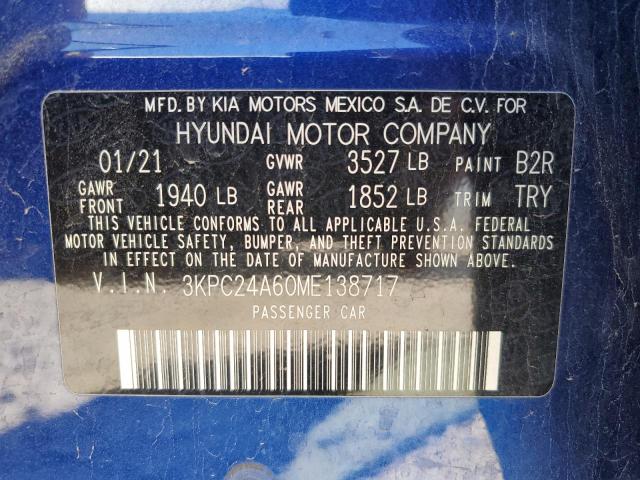 MFD. BY KIA MOTORS MEXICO S.A. DE C.V. FOR
HYUNDAI MOTOR COMPANY
01/21 GVWR 3527 LB PAINT B2R
GAWR FRONT 1940 LB GAWR REAR 1852 LB TRIM TRY
THIS VEHICLE CONFORMS TO ALL APPLICABLE U.S.A. FEDERAL
MOTOR VEHICLE SAFETY, BUMPER, AND THEFT PREVENTION STANDARDS
IN EFFECT ON THE DATE OF MANUFACTURE SHOWN ABOVE.
V.I.N. 3KPC24A60ME138717
PASSENGER CAR